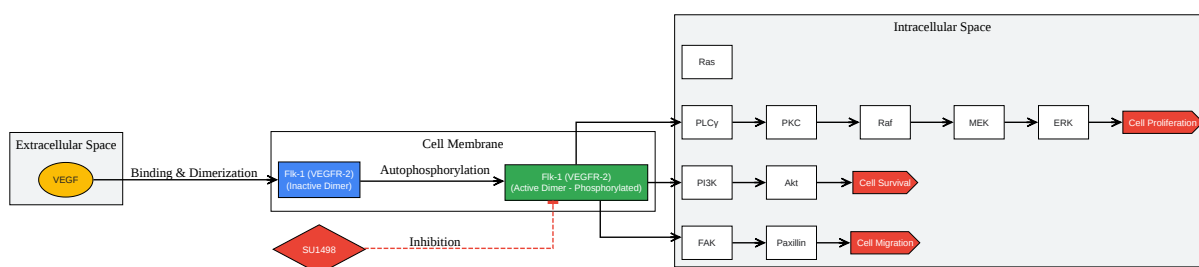 Intracellular Space
Ras
PLCγ
PKC
Raf
MEK
ERK
Cell Proliferation
Extracellular Space
VEGF
Binding & Dimerization
Cell Membrane
Flk-1 (VEGFR-2)
(Inactive Dimer)
Autophosphorylation
Flk-1 (VEGFR-2)
(Active Dimer - Phosphorylated)
PI3K
Akt
Cell Survival
SU1498
Inhibition
FAK
Paxillin
Cell Migration